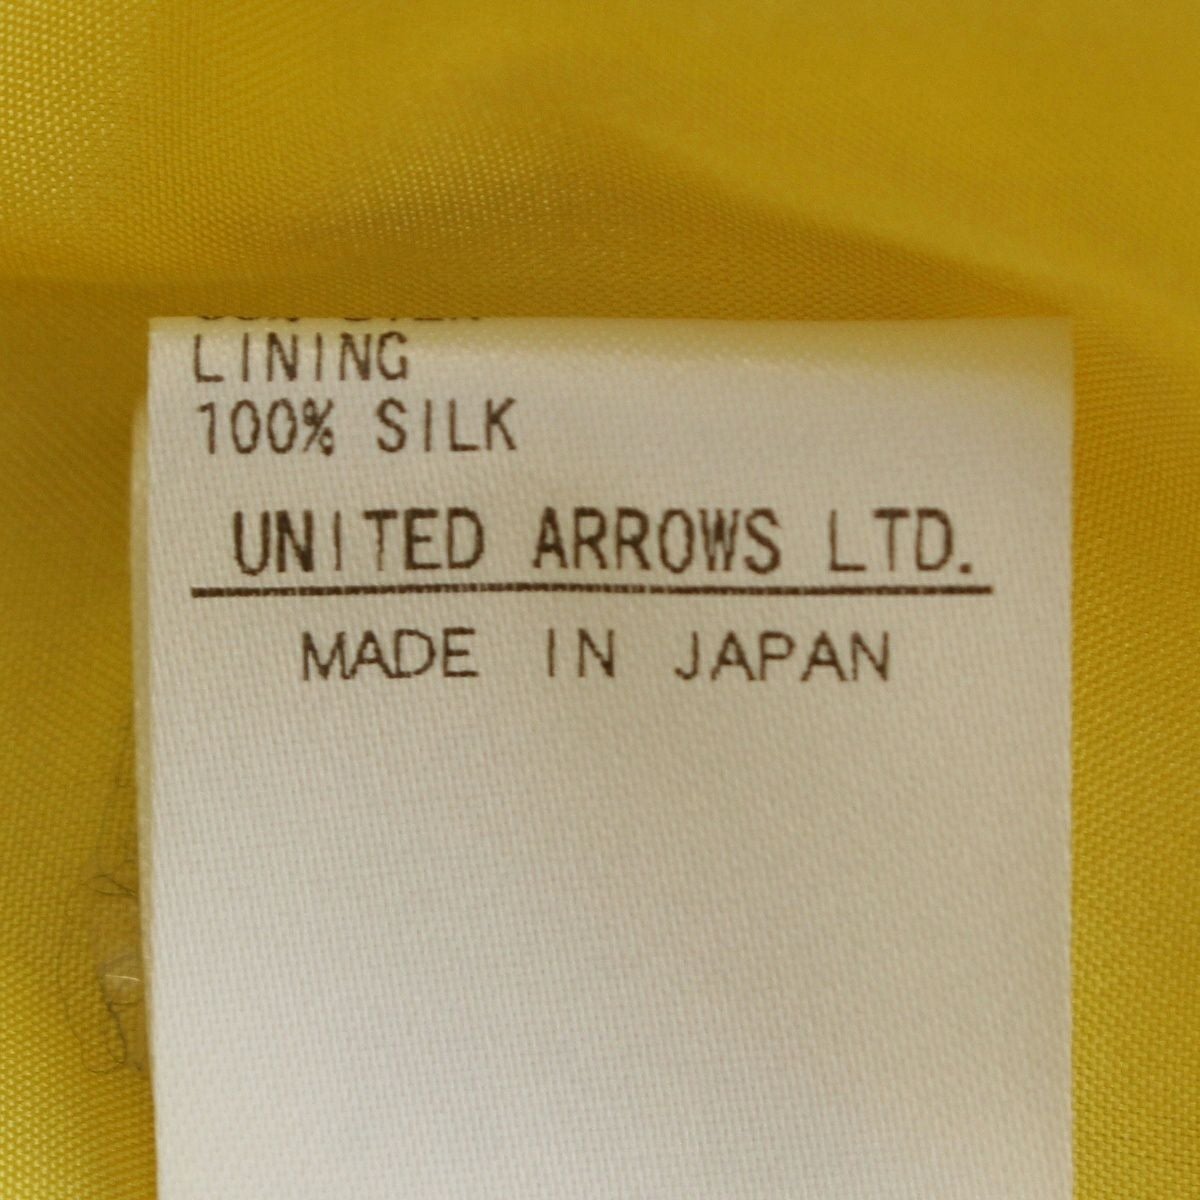 LINING
100% SILK
UNITED ARROWS LTD.
MADE IN JAPAN